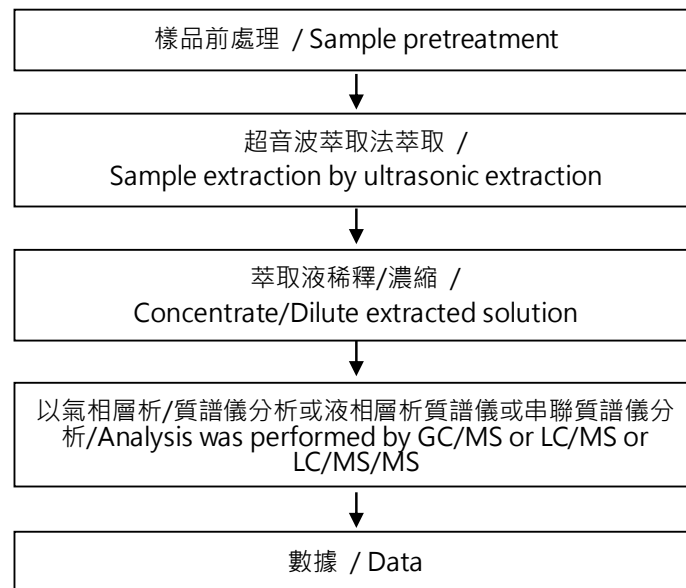 樣品前處理 / Sample pretreatment
超音波萃取法萃取 /
Sample extraction by ultrasonic extraction
萃取液稀釋/濃縮 /
Concentrate/Dilute extracted solution
以氣相層析/質譜儀分析或液相層析質譜儀或串聯質譜儀分
析/Analysis was performed by GC/MS or LC/MS or
LC/MS/MS
數據 / Data